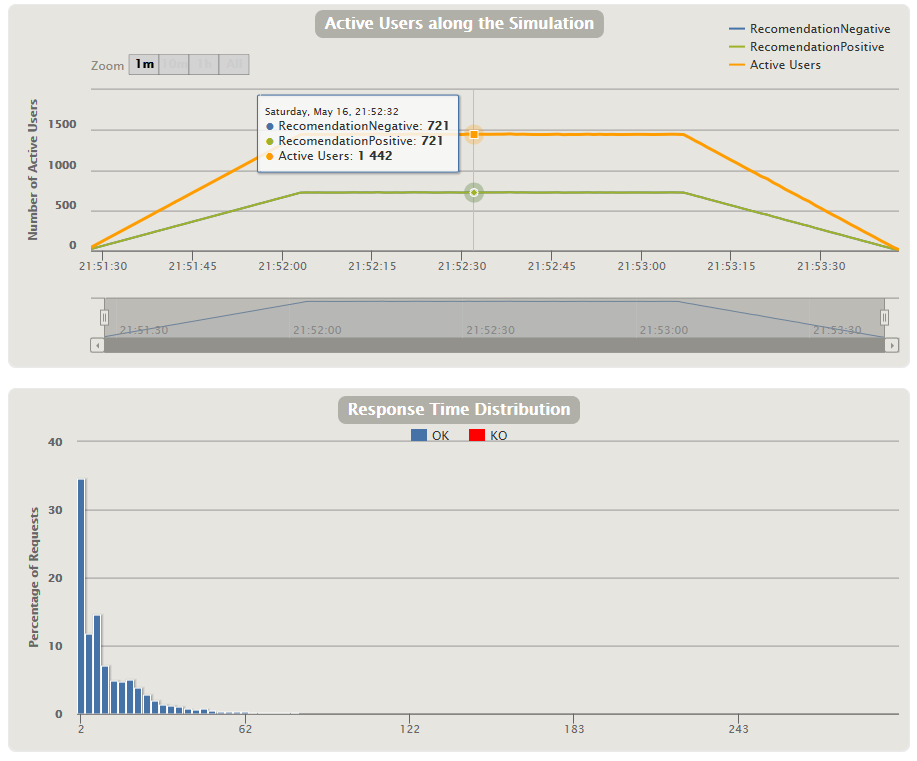 Active Users along the Simulation
RecomendationNegative
RecomendationPositive
Active Users
Zoom 1m 10m 1h All
Number of Active Users
1500
1000
500
0
Saturday, May 16, 21:52:32
RecomendationNegative: 721
RecomendationPositive: 721
Active Users: 1 442
21:51:30 21:51:45 21:52:00 21:52:15 21:52:30 21:52:45 21:53:00 21:53:15 21:53:30
21:51:30 21:52:00 21:52:30 21:53:00 21:53:30
Response Time Distribution
OK KO
Percentage of Requests
40
30
20
10
0
2 62 122 183 243